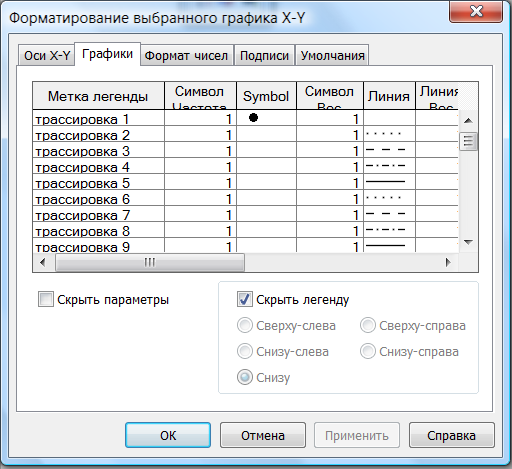 Форматирование выбранного графика X-Y
Оси X-Y Графики Формат чисел Подписи Умолчания
Метка легенды Символ Частота Symbol Символ Вес Линия Линия Вес
трассировка 1 1 1
трассировка 2 1 1
трассировка 3 1 1
трассировка 4 1 1
трассировка 5 1 1
трассировка 6 1 1
трассировка 7 1 1
трассировка 8 1 1
трассировка 9 1 1
Скрыть параметры
Скрыть легенду
Сверху-слева Сверху-справа
Снизу-слева Снизу-справа
Снизу
ОК Отмена Применить Справка